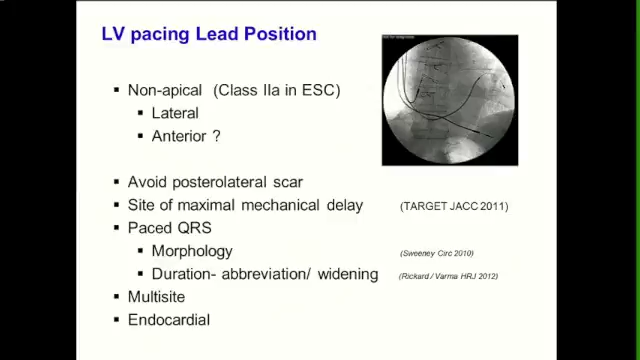 LV pacing Lead Position
Non-apical (Class IIa in ESC)
Lateral
Anterior ?
Avoid posterolateral scar
Site of maximal mechanical delay (TARGET JACC 2011)
Paced QRS
Morphology (Sweeney Circ 2010)
Duration- abbreviation/ widening (Rickard / Varma HRJ 2012)
Multisite
Endocardial